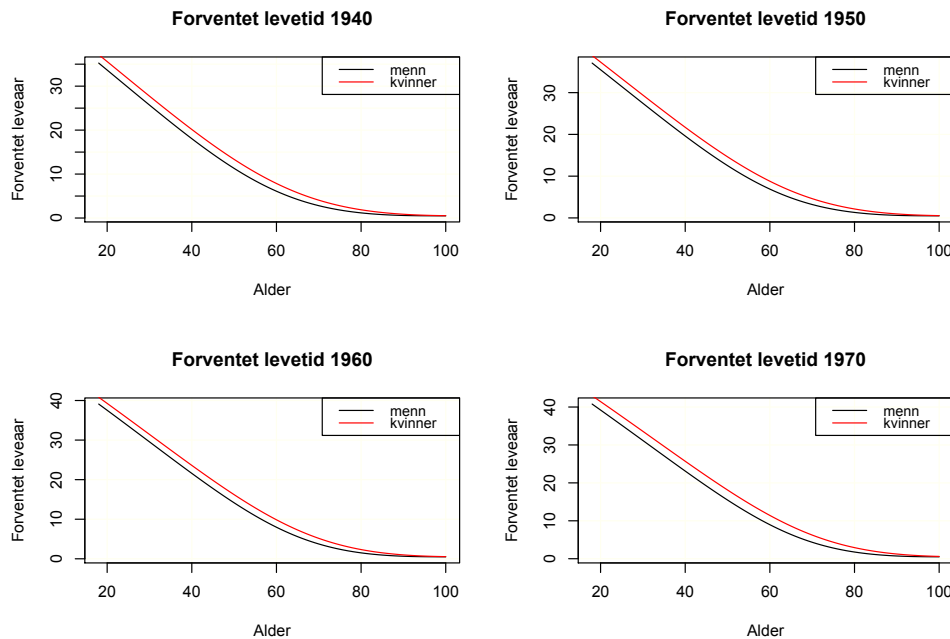 Forventet levetid 1940
Forventet leveaar
30
20
10
0
menn
kvinner
20 40 60 80 100
Alder
Forventet levetid 1950
Forventet leveaar
30
20
10
0
menn
kvinner
20 40 60 80 100
Alder
Forventet levetid 1960
Forventet leveaar
40
30
20
10
0
menn
kvinner
20 40 60 80 100
Alder
Forventet levetid 1970
Forventet leveaar
40
30
20
10
0
menn
kvinner
20 40 60 80 100
Alder